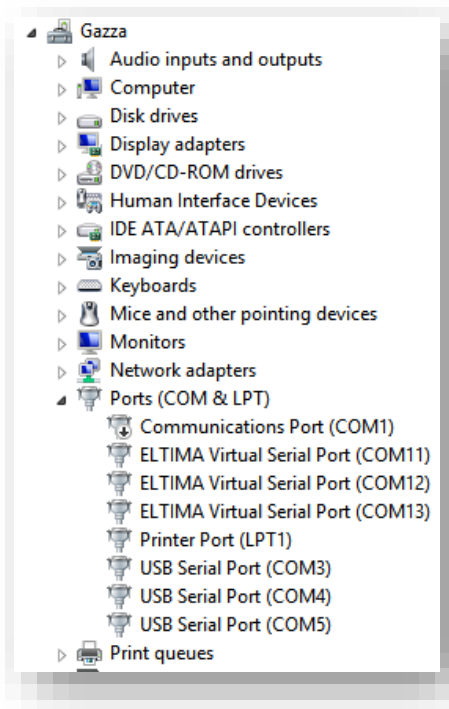 Gazza
Audio inputs and outputs
Computer
Disk drives
Display adapters
DVD/CD-ROM drives
Human Interface Devices
IDE ATA/ATAPI controllers
Imaging devices
Keyboards
Mice and other pointing devices
Monitors
Network adapters
Ports (COM & LPT)
Communications Port (COM1)
ELTIMA Virtual Serial Port (COM11)
ELTIMA Virtual Serial Port (COM12)
ELTIMA Virtual Serial Port (COM13)
Printer Port (LPT1)
USB Serial Port (COM3)
USB Serial Port (COM4)
USB Serial Port (COM5)
Print queues